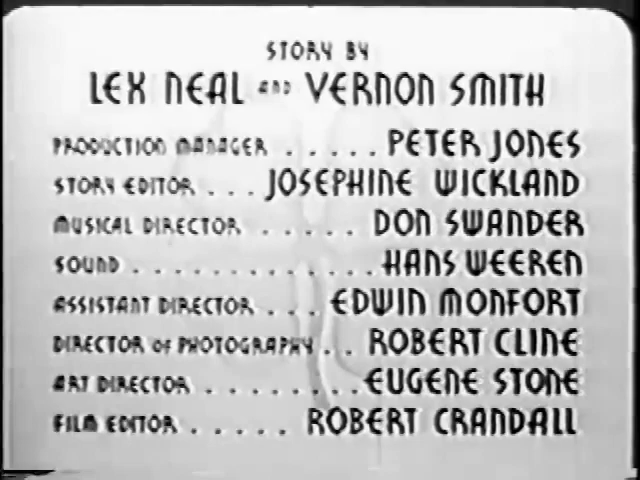 STORY BY
LEX NEAL AND VERNON SMITH
PRODUCTION MANAGER . . . . . PETER JONES
STORY EDITOR . . . JOSEPHINE WICKLAND
MUSICAL DIRECTOR . . . . . DON SWANDER
SOUND . . . . . . . . . . . . . HANS WEEREN
ASSISTANT DIRECTOR . . . EDWIN MONFORT
DIRECTOR OF PHOTOGRAPHY . . ROBERT CLINE
ART DIRECTOR . . . . . . . . EUGENE STONE
FILM EDITOR . . . . . ROBERT CRANDALL